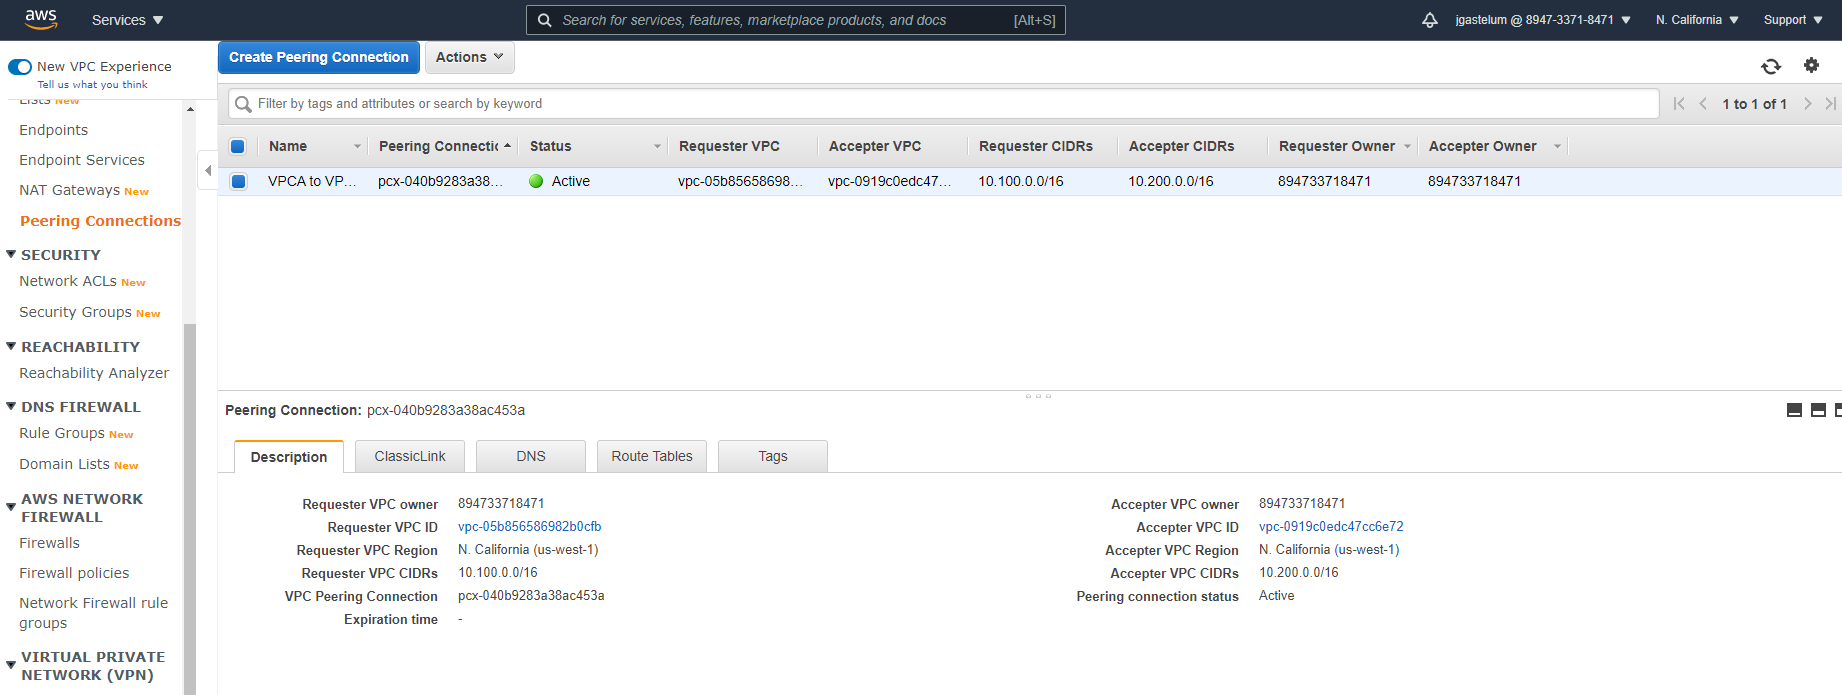 aws Services Search for services, features, marketplace products, and docs [Alt+S] jgastelum @ 8947-3371-8471 N. California Support
New VPC Experience
Tell us what you think
Lists New
Endpoints
Endpoint Services
NAT Gateways New
Peering Connections
SECURITY
Network ACLs New
Security Groups New
REACHABILITY
Reachability Analyzer
DNS FIREWALL
Rule Groups New
Domain Lists New
AWS NETWORK
FIREWALL
Firewalls
Firewall policies
Network Firewall rule
groups
VIRTUAL PRIVATE
NETWORK (VPN)
Create Peering Connection Actions
Filter by tags and attributes or search by keyword 1 to 1 of 1
Name Peering Connectic Status Requester VPC Accepter VPC Requester CIDRs Accepter CIDRs Requester Owner Accepter Owner
VPCA to VP... pcx-040b9283a38... Active vpc-05b85658698... vpc-0919c0edc47... 10.100.0.0/16 10.200.0.0/16 894733718471 894733718471
Peering Connection: pcx-040b9283a38ac453a
Description ClassicLink DNS Route Tables Tags
Requester VPC owner 894733718471 Accepter VPC owner 894733718471
Requester VPC ID vpc-05b856586982b0cfb Accepter VPC ID vpc-0919c0edc47cc6e72
Requester VPC Region N. California (us-west-1) Accepter VPC Region N. California (us-west-1)
Requester VPC CIDRs 10.100.0.0/16 Accepter VPC CIDRs 10.200.0.0/16
VPC Peering Connection pcx-040b9283a38ac453a Peering connection status Active
Expiration time -